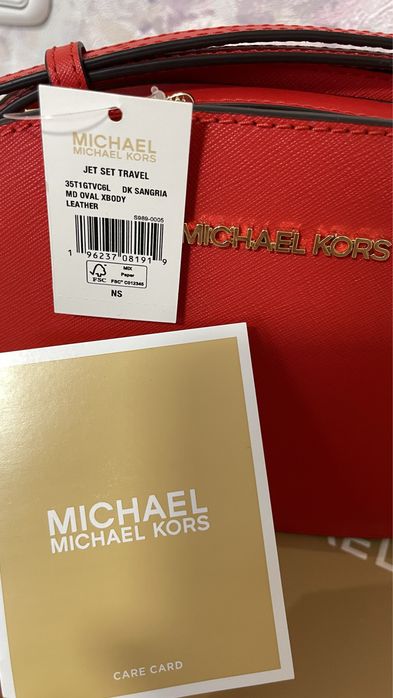 MICHAEL
MICHAEL KORS
JET SET TRAVEL
35T1GTVC6L DK SANGRIA
MD OVAL XBODY
LEATHER
S989-0005
1 96237 08191 9
FSC
MIX
Paper
FSC® C012345
NS
MICHAEL KORS
MICHAEL
MICHAEL KORS
CARE CARD